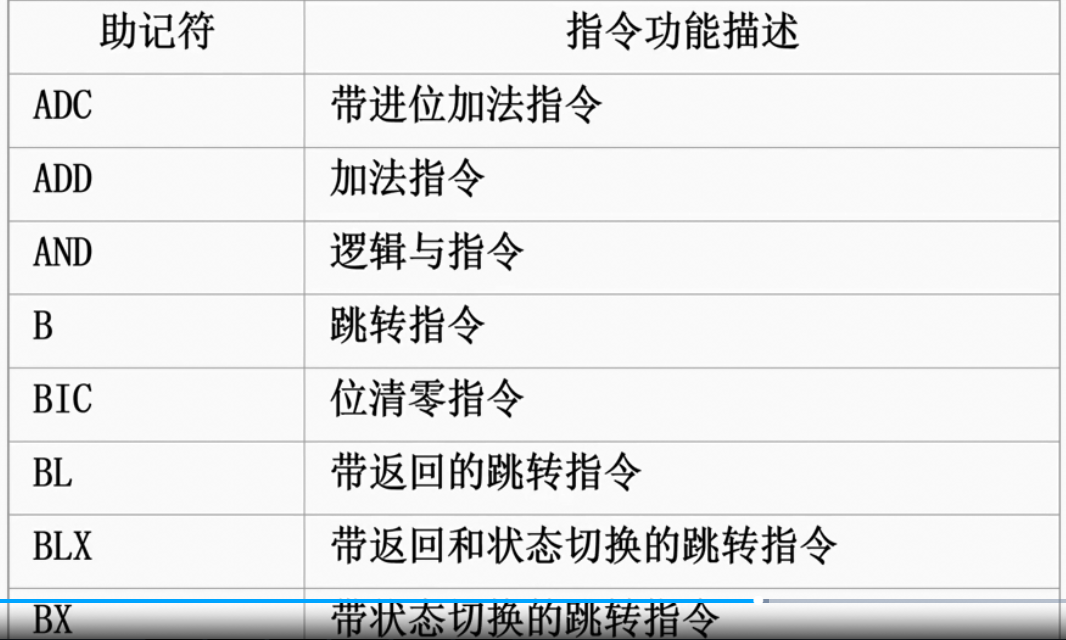 助记符 指令功能描述
ADC 带进位加法指令
ADD 加法指令
AND 逻辑与指令
B 跳转指令
BIC 位清零指令
BL 带返回的跳转指令
BLX 带返回和状态切换的跳转指令
BX 带状态切换的跳转指令